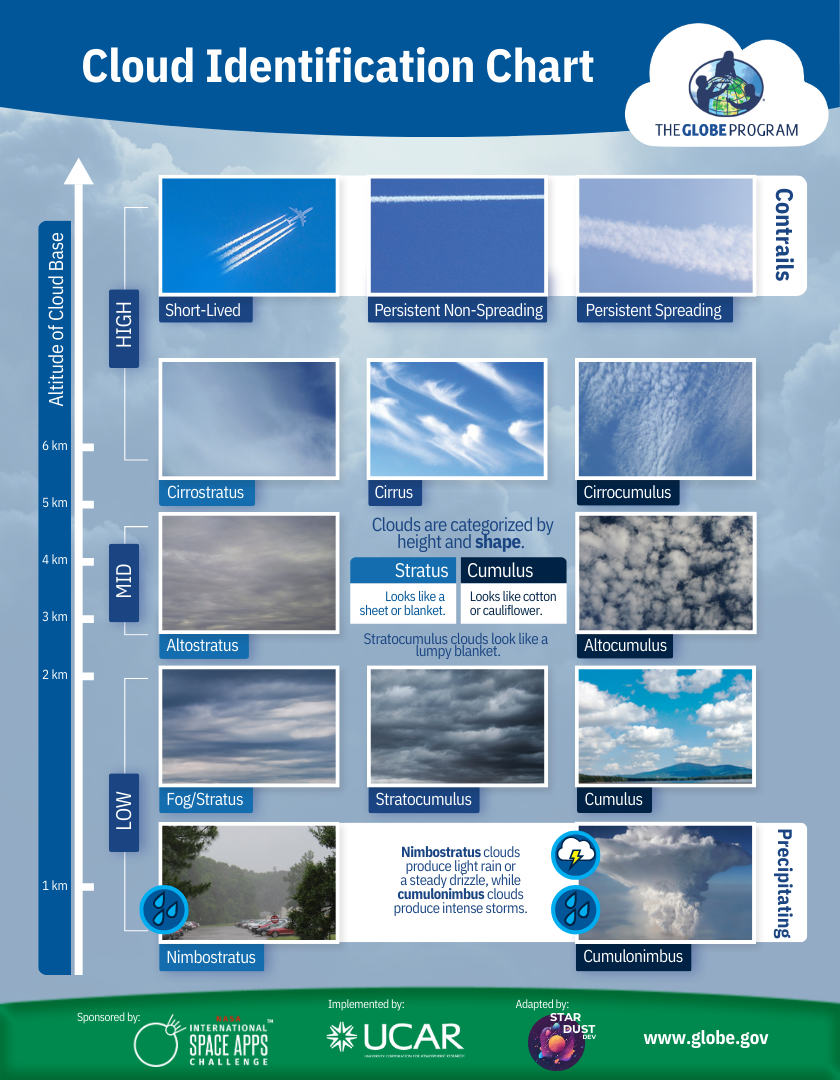 Cloud Identification Chart
THE GLOBE PROGRAM
Altitude of Cloud Base
HIGH
MID
LOW
6 km
5 km
4 km
3 km
2 km
1 km
Contrails
Short-Lived
Persistent Non-Spreading
Persistent Spreading
Cirrostratus
Cirrus
Cirrocumulus
Clouds are categorized by
height and shape.
Stratus
Looks like a
sheet or blanket.
Cumulus
Looks like cotton
or cauliflower.
Stratocumulus clouds look like a
lumpy blanket.
Altostratus
Altocumulus
Fog/Stratus
Stratocumulus
Cumulus
Nimbostratus clouds
produce light rain or
a steady drizzle, while
cumulonimbus clouds
produce intense storms.
Precipitating
Nimbostratus
Cumulonimbus
Sponsored by:
NASA
INTERNATIONAL
SPACE APPS
CHALLENGE
™
Implemented by:
UCAR
UNIVERSITY CORPORATION FOR ATMOSPHERIC RESEARCH
Adapted by:
STAR
DUST
DEV
www.globe.gov